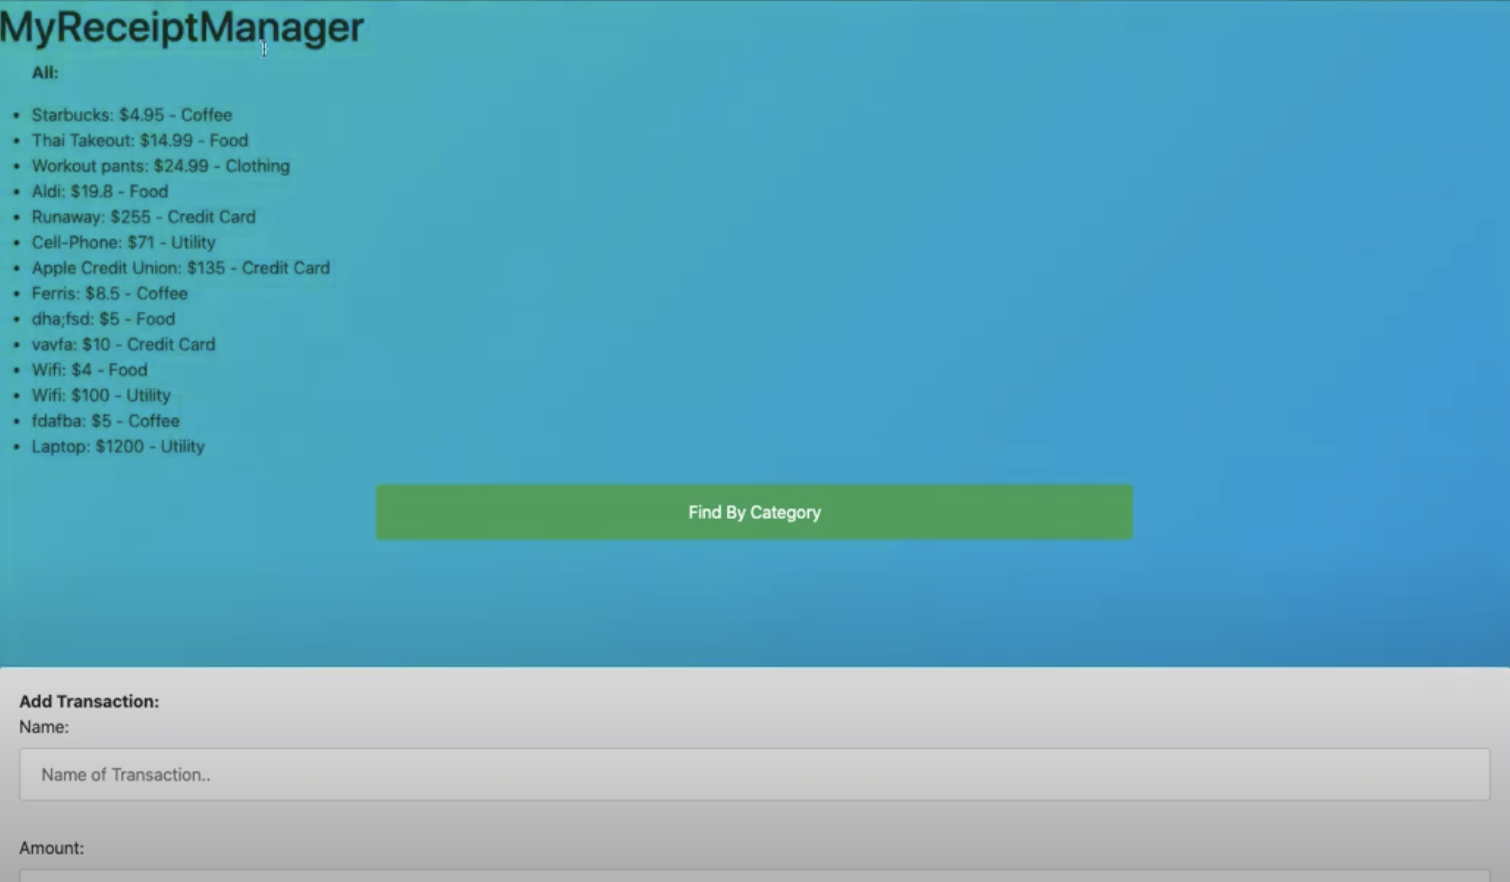 MyReceiptManager
All:
Starbucks: $4.95 - Coffee
Thai Takeout: $14.99 - Food
Workout pants: $24.99 - Clothing
Aldi: $19.8 - Food
Runaway: $255 - Credit Card
Cell-Phone: $71 - Utility
Apple Credit Union: $135 - Credit Card
Ferris: $8.5 - Coffee
dha;fsd: $5 - Food
vavfa: $10 - Credit Card
Wifi: $4 - Food
Wifi: $100 - Utility
fdafba: $5 - Coffee
Laptop: $1200 - Utility
Find By Category
Add Transaction:
Name:
Name of Transaction..
Amount: